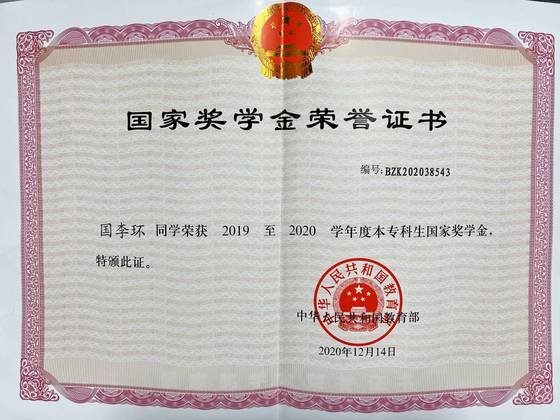 国家奖学金荣誉证书
编号:BZK202038543
国李环 同学荣获 2019 至 2020 学年度本专科生国家奖学金,
特颁此证。
中华人民共和国教育部
中华人民共和国教育部
2020年12月14日